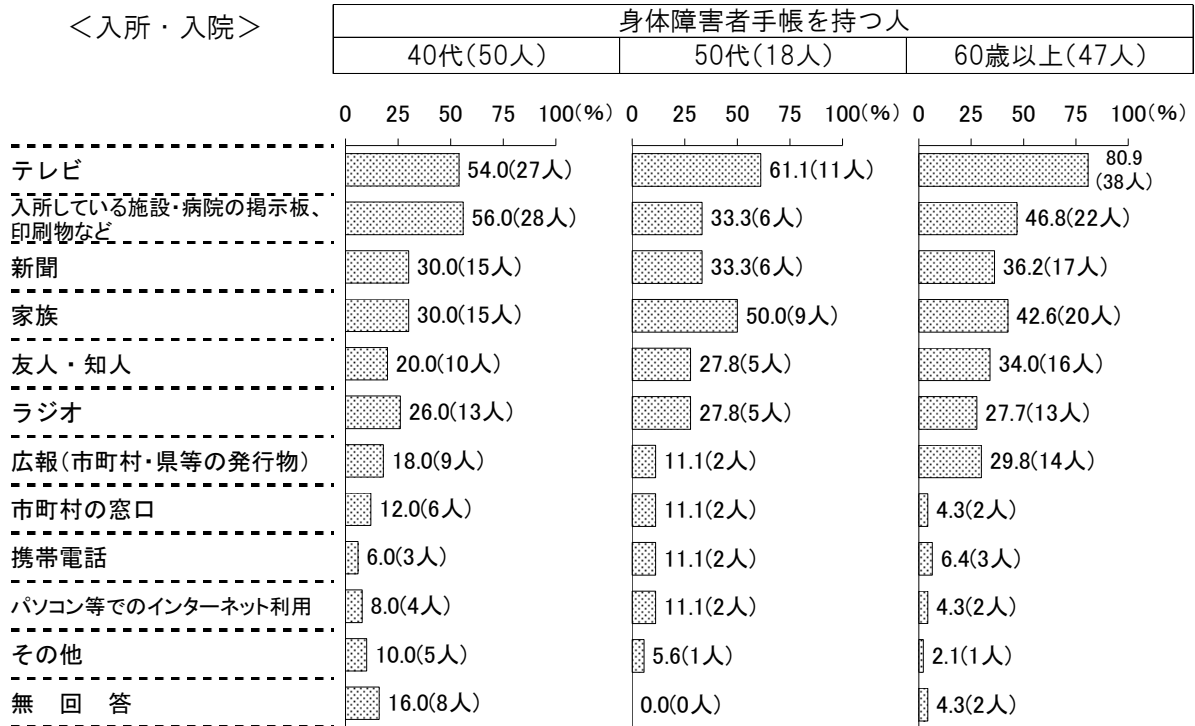 ＜入所・入院＞
身体障害者手帳を持つ人
40代(50人) 50代(18人) 60歳以上(47人)
0 25 50 75 100(%) 0 25 50 75 100(%) 0 25 50 75 100(%)
テレビ 54.0(27人) 61.1(11人) 80.9
(38人)
入所している施設・病院の掲示板、
印刷物など 56.0(28人) 33.3(6人) 46.8(22人)
新聞 30.0(15人) 33.3(6人) 36.2(17人)
家族 30.0(15人) 50.0(9人) 42.6(20人)
友人・知人 20.0(10人) 27.8(5人) 34.0(16人)
ラジオ 26.0(13人) 27.8(5人) 27.7(13人)
広報(市町村・県等の発行物) 18.0(9人) 11.1(2人) 29.8(14人)
市町村の窓口 12.0(6人) 11.1(2人) 4.3(2人)
携帯電話 6.0(3人) 11.1(2人) 6.4(3人)
パソコン等でのインターネット利用 8.0(4人) 11.1(2人) 4.3(2人)
その他 10.0(5人) 5.6(1人) 2.1(1人)
無 回 答 16.0(8人) 0.0(0人) 4.3(2人)